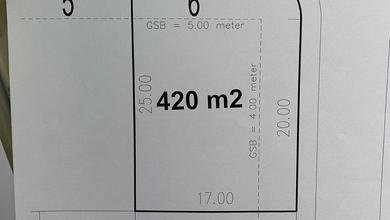 5
6
GSB = 5.00 meter
25.00
420 m2
GSB = 4.00 meter
20.00
17.00